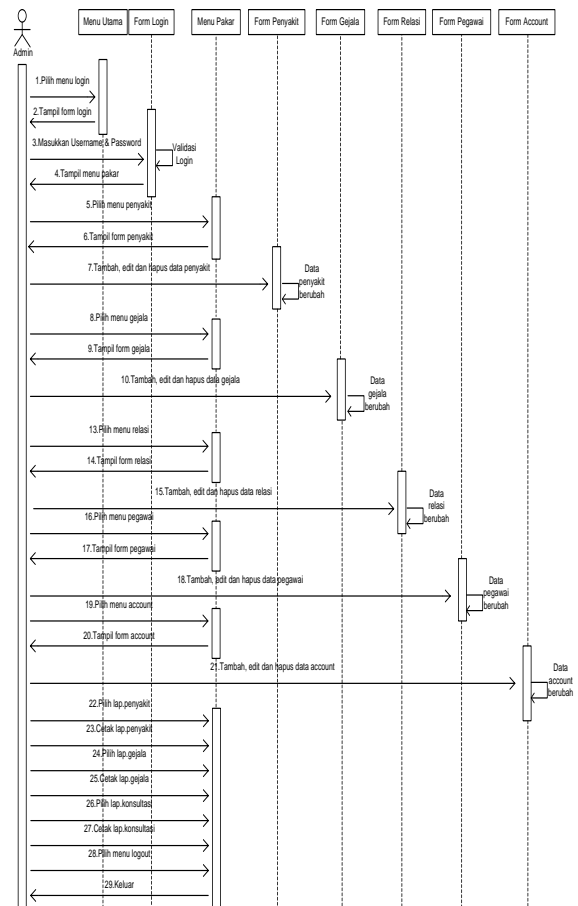 Menu Utama
Form Login
Menu Pakar
Form Penyakit
Form Gejala
Form Relasi
Form Pegawai
Form Account
Admin
1.Pilih menu login
2.Tampil form login
3.Masukkan Username & Password
Validasi
Login
4.Tampil menu pakar
5.Pilih menu penyakit
6.Tampil form penyakit
7.Tambah, edit dan hapus data penyakit
Data
penyakit
berubah
8.Pilih menu gejala
9.Tampil form gejala
10.Tambah, edit dan hapus data gejala
Data
gejala
berubah
13.Pilih menu relasi
14.Tampil form relasi
15.Tambah, edit dan hapus data relasi
Data
relasi
berubah
16.Pilih menu pegawai
17.Tampil form pegawai
18.Tambah, edit dan hapus data pegawai
Data
pegawai
berubah
19.Pilih menu account
20.Tampil form account
21.Tambah, edit dan hapus data account
Data
account
berubah
22.Pilih lap.penyakit
23.Cetak lap.penyakit
24.Pilih lap.gejala
25.Cetak lap.gejala
26.Pilih lap.konsultasi
27.Cetak lap.konsultasi
28.Pilih menu logout
29.Keluar